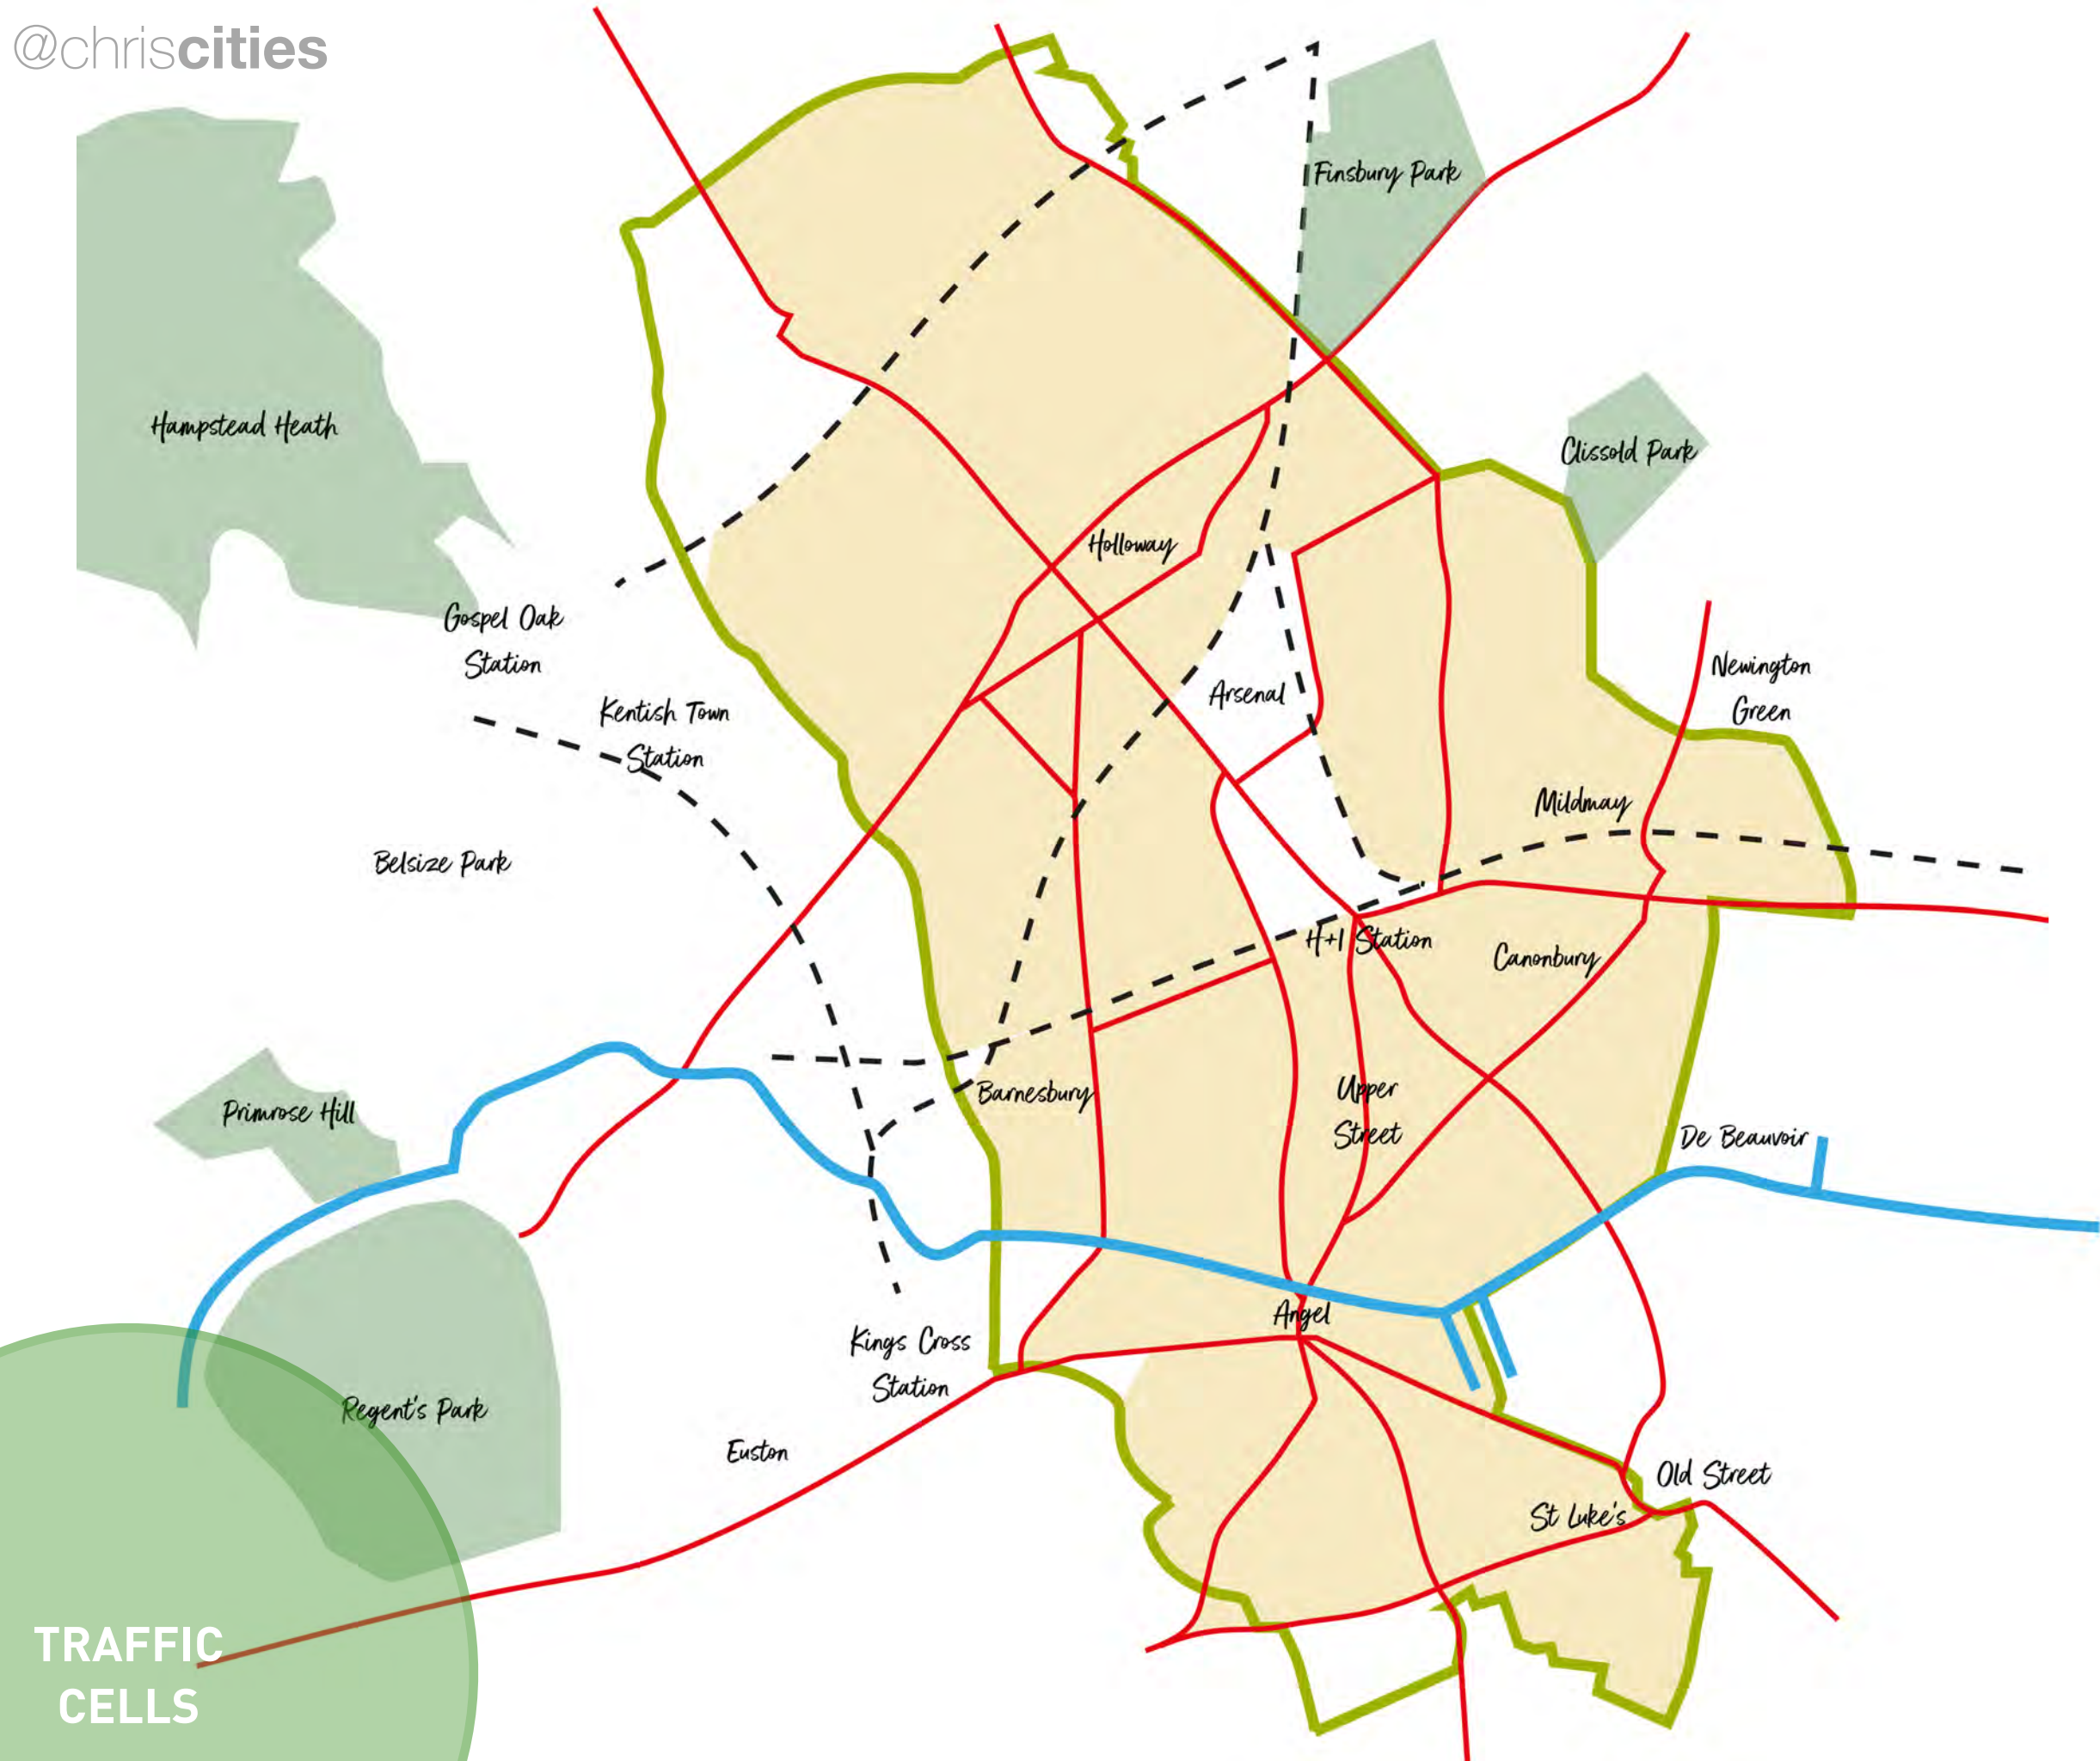 @chriscities
Finsbury Park
Hampstead Heath
Clissold Park
Holloway
Gospel Oak
Station
Newington
Green
Kentish Town
Station
Arsenal
Mildmay
Belsize Park
H+I Station
Canonbury
Barnesbury
Upper
Street
Primrose Hill
De Beauvoir
Angel
Kings Cross
Station
Regent's Park
Euston
Old Street
St Luke's
TRAFFIC
CELLS